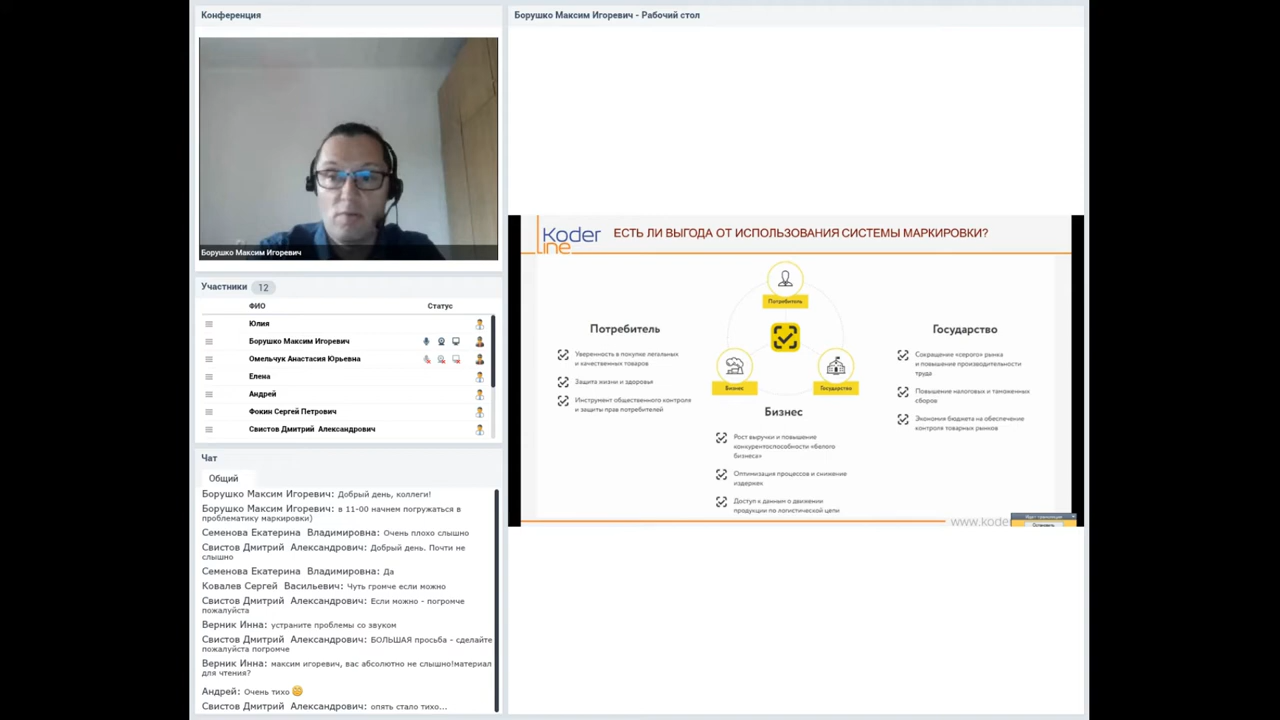 Конференция
Борушко Максим Игоревич
Участники 12
ФИО Статус
Юлия
Борушко Максим Игоревич
Омельчук Анастасия Юрьевна
Елена
Андрей
Фокин Сергей Петрович
Свистов Дмитрий Александрович
Чат
Общий
Борушко Максим Игоревич: Добрый день, коллеги!
Борушко Максим Игоревич: в 11-00 начнем погружаться в
проблематику маркировки)
Семенова Екатерина Владимировна: Очень плохо слышно
Свистов Дмитрий Александрович: Добрый день. Почти не
слышно
Семенова Екатерина Владимировна: Да
Ковалев Сергей Васильевич: Чуть громче если можно
Свистов Дмитрий Александрович: Если можно - погромче
пожалуйста
Верник Инна: устраните проблемы со звуком
Свистов Дмитрий Александрович: БОЛЬШАЯ просьба - сделайте
пожалуйста погромче
Верник Инна: максим игоревич, вас абсолютно не слышно!материал
для чтения?
Андрей: Очень тихо
Свистов Дмитрий Александрович: опять стало тихо...
Борушко Максим Игоревич - Рабочий стол
Koder
line
ЕСТЬ ЛИ ВЫГОДА ОТ ИСПОЛЬЗОВАНИЯ СИСТЕМЫ МАРКИРОВКИ?
Потребитель
Бизнес
Государство
Потребитель
Уверенность в покупке легальных
и качественных товаров
Защита жизни и здоровья
Инструмент общественного контроля
и защиты прав потребителей
Бизнес
Рост выручки и повышение
конкурентоспособности «белого
бизнеса»
Оптимизация процессов и снижение
издержек
Доступ к данным о движении
продукции по логистической цепи
Государство
Сокращение «серого» рынка
и повышение производительности
труда
Повышение налоговых и таможенных
сборов
Экономия бюджета на обеспечение
контроля товарных рынков
www.koder